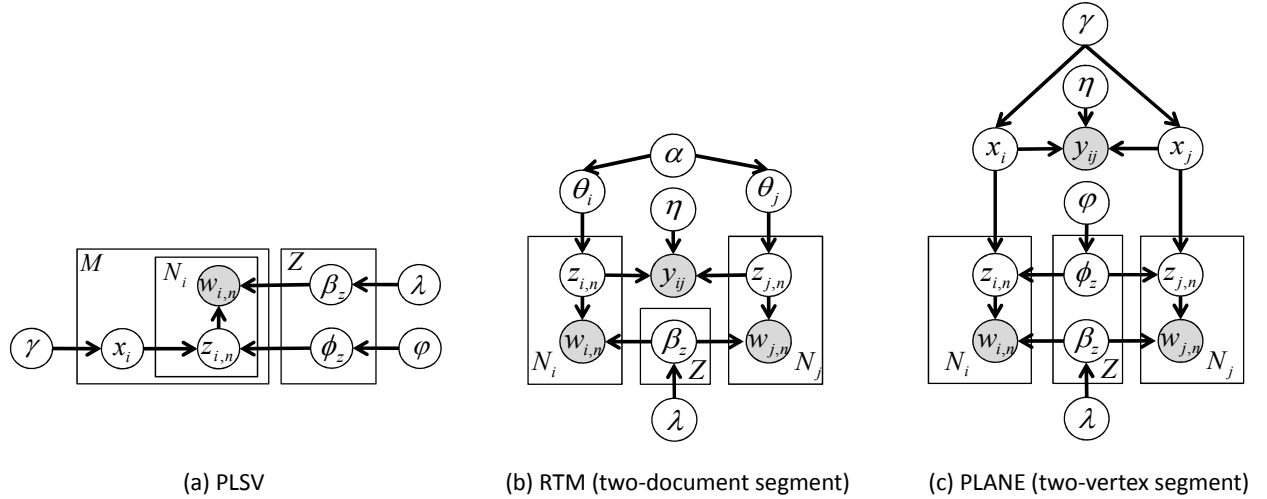 γ
η
x_i
y_{ij}
x_j
α
θ_i
θ_j
η
φ
M
N_i
w_{i,n}
Z
β_z
λ
γ
x_i
z_{i,n}
ϕ_z
φ
z_{i,n}
y_{ij}
z_{j,n}
w_{i,n}
β_z
w_{j,n}
N_i
Z
N_j
λ
z_{i,n}
ϕ_z
z_{j,n}
w_{i,n}
β_z
w_{j,n}
N_i
Z
N_j
λ
(a) PLSV
(b) RTM (two-document segment)
(c) PLANE (two-vertex segment)